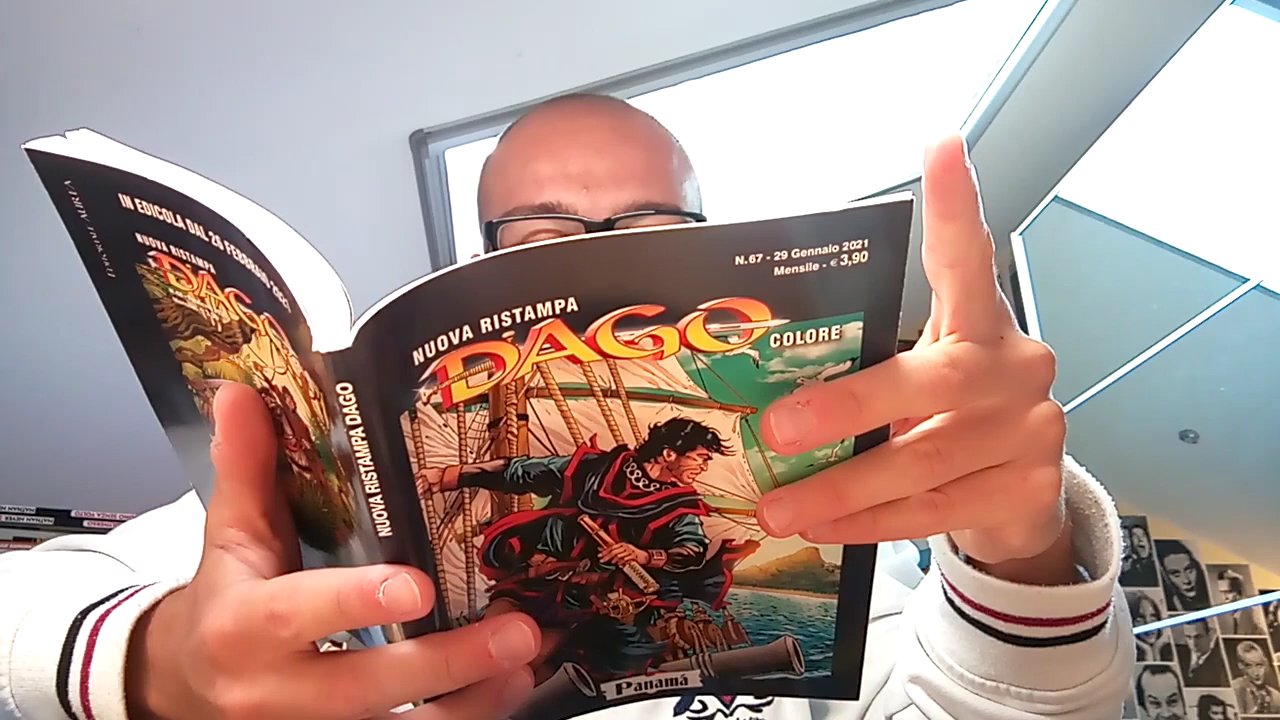 IN EDICOLA DAL 26 FEBBRAIO 2021
NUOVA RISTAMPA
DAGO
NUOVA RISTAMPA DAGO
N.67 - 29 Gennaio 2021
Mensile - € 3,90
NUOVA RISTAMPA
DAGO
COLORE
Panamá